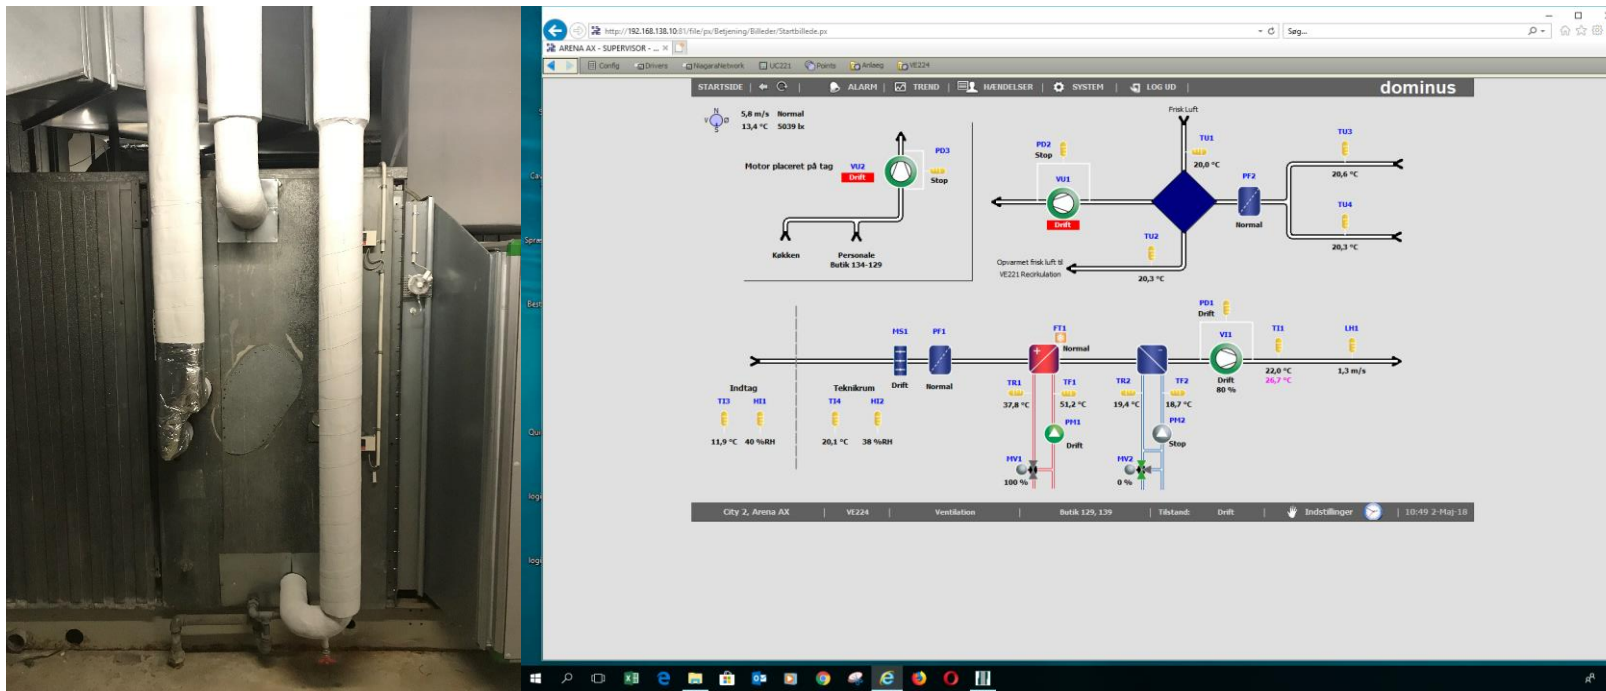 http://192.168.138.10:81/file/px/Betjening/Billeder/Startbillede.px
Søg...
ARENA AX - SUPERVISOR - ...
Config Drivers NiagaraNetwork UC221 Points Anlaeg VE224
STARTSIDE | | ALARM | TREND | HÆNDELSER | SYSTEM | LOG UD |
dominus
N
V Ø
S
5,8 m/s Normal
13,4 °C 5039 lx
Motor placeret på tag
VU2
Drift
PD3
Stop
Køkken
Personale
Butik 134-129
Frisk Luft
TU1
20,0 °C
PD2
Stop
VU1
Drift
PF2
Normal
TU3
20,6 °C
TU4
20,3 °C
TU2
20,3 °C
Opvarmet frisk luft til
VE221 Recirkulation
MS1
Drift
PF1
Normal
FT1
Normal
PD1
Drift
VI1
Drift
80 %
TI1
22,0 °C
26,7 °C
LH1
1,3 m/s
Indtag
TI3 HI1
11,9 °C 40 %RH
Teknikrum
TI4 HI2
20,1 °C 38 %RH
TR1
37,8 °C
TF1
51,2 °C
PM1
Drift
MV1
100 %
TR2
19,4 °C
TF2
18,7 °C
PM2
Stop
MV2
0 %
City 2, Arena AX | VE224 | Ventilation | Butik 129, 139 | Tilstand: Drift | Indstillinger | 10:49 2-Maj-18